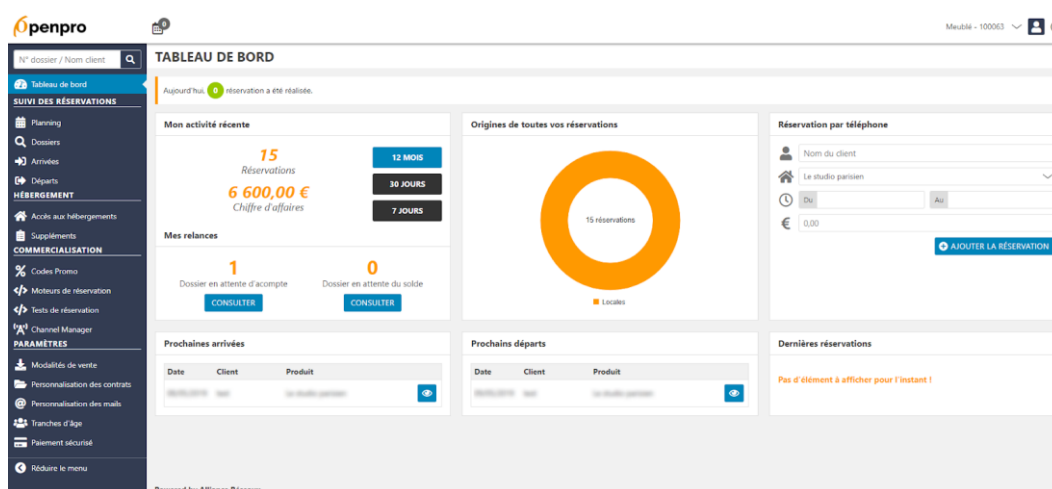 Openpro
0
Meublé - 100063
N° dossier / Nom client
TABLEAU DE BORD
Tableau de bord
Aujourd'hui, 0 réservation a été réalisée.
SUIVI DES RÉSERVATIONS
Planning
Dossiers
Arrivées
Départs
HÉBERGEMENT
Accès aux hébergements
Suppléments
COMMERCIALISATION
Codes Promo
Moteurs de réservation
Tests de réservation
Channel Manager
PARAMÈTRES
Modalités de vente
Personnalisation des contrats
Personnalisation des mails
Tranches d'âge
Paiement sécurisé
Réduire le menu
Mon activité récente
15
Réservations
6 600,00 €
Chiffre d'affaires
12 MOIS
30 JOURS
7 JOURS
Mes relances
1
Dossier en attente d'acompte
CONSULTER
0
Dossier en attente du solde
CONSULTER
Origines de toutes vos réservations
15 réservations
Locales
Réservation par téléphone
Nom du client
Le studio parisien
Du
Au
€ 0,00
AJOUTER LA RÉSERVATION
Prochaines arrivées
Date Client Produit
Prochains départs
Date Client Produit
Dernières réservations
Pas d'élément à afficher pour l'instant !